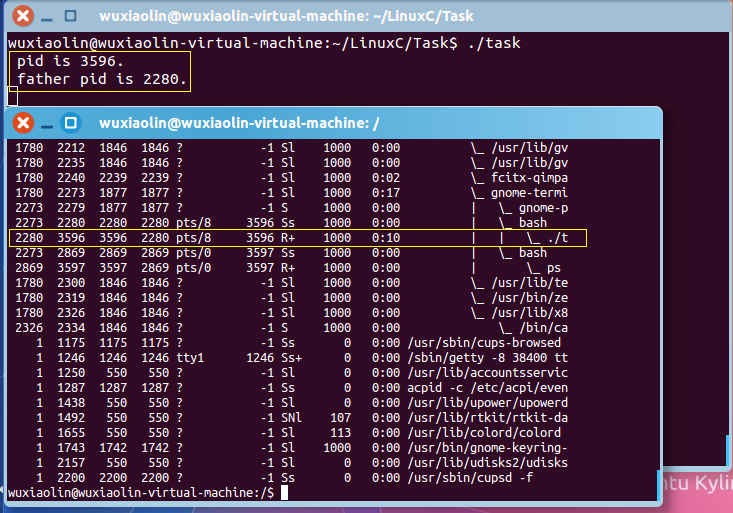 wuxiaolin@wuxiaolin-virtual-machine: ~/LinuxC/Task
wuxiaolin@wuxiaolin-virtual-machine:~/LinuxC/Task$ ./task
pid is 3596.
father pid is 2280.
wuxiaolin@wuxiaolin-virtual-machine: /
1780 2212 1846 1846 ? -1 Sl 1000 0:00 \_ /usr/lib/gv
1780 2235 1846 1846 ? -1 Sl 1000 0:00 \_ /usr/lib/gv
1780 2240 2239 2239 ? -1 Sl 1000 0:02 \_ fcitx-qimpa
1780 2273 1877 1877 ? -1 Sl 1000 0:17 \_ gnome-termi
2273 2279 1877 1877 ? -1 S 1000 0:00 | \_ gnome-p
2273 2280 2280 2280 pts/8 3596 Ss 1000 0:00 | \_ bash
2280 3596 3596 2280 pts/8 3596 R+ 1000 0:10 | | \_ ./t
2273 2869 2869 2869 pts/0 3597 Ss 1000 0:00 | \_ bash
2869 3597 3597 2869 pts/0 3597 R+ 1000 0:00 | \_ ps
1780 2300 1846 1846 ? -1 Sl 1000 0:00 \_ /usr/lib/te
1780 2319 1846 1846 ? -1 Sl 1000 0:00 \_ /usr/bin/ze
1780 2326 1846 1846 ? -1 Sl 1000 0:00 \_ /usr/lib/x8
2326 2334 1846 1846 ? -1 S 1000 0:00 \_ /bin/ca
1 1175 1175 1175 ? -1 Ss 0 0:00 /usr/sbin/cups-browsed
1 1246 1246 1246 tty1 1246 Ss+ 0 0:00 /sbin/getty -8 38400 tt
1 1250 550 550 ? -1 Sl 0 0:00 /usr/lib/accountsservic
1 1287 1287 1287 ? -1 Ss 0 0:00 acpid -c /etc/acpi/even
1 1438 550 550 ? -1 Sl 0 0:00 /usr/lib/upower/upowerd
1 1492 550 550 ? -1 SNl 107 0:00 /usr/lib/rtkit/rtkit-da
1 1655 550 550 ? -1 Sl 113 0:00 /usr/lib/colord/colord
1 1743 1742 1742 ? -1 Sl 1000 0:00 /usr/bin/gnome-keyring-
1 2157 550 550 ? -1 Sl 0 0:00 /usr/lib/udisks2/udisks
1 2200 2200 2200 ? -1 Ss 0 0:00 /usr/sbin/cupsd -f
wuxiaolin@wuxiaolin-virtual-machine:/$
ntu Kylin